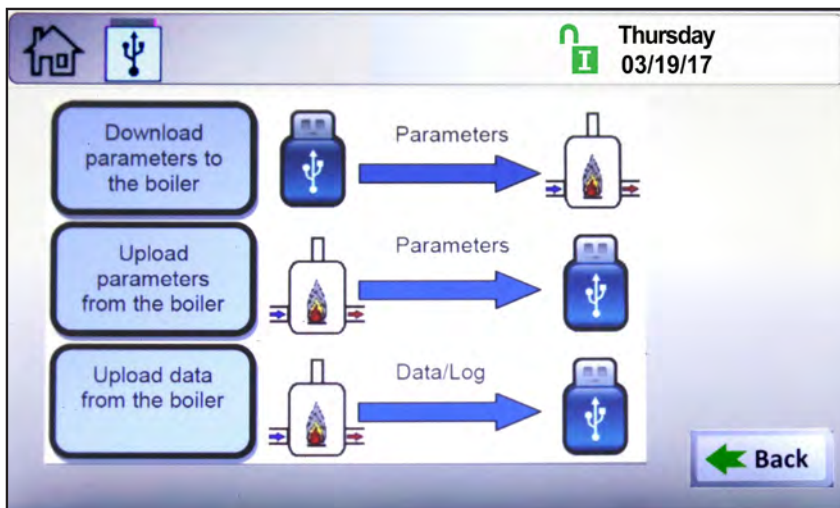 Thursday
03/19/17
I
Download
parameters to
the boiler
Parameters
Upload
parameters
from the boiler
Parameters
Upload data
from the boiler
Data/Log
Back